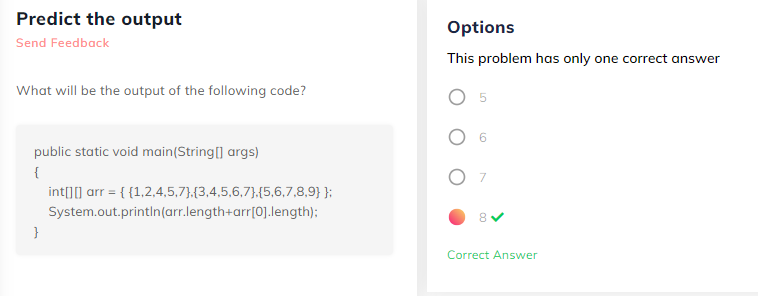 Predict the output
Send Feedback
What will be the output of the following code?
public static void main(String[] args)
{
int[][] arr = { {1,2,4,5,7},{3,4,5,6,7},{5,6,7,8,9} };
System.out.println(arr.length+arr[0].length);
}
Options
This problem has only one correct answer
5
6
7
8
Correct Answer